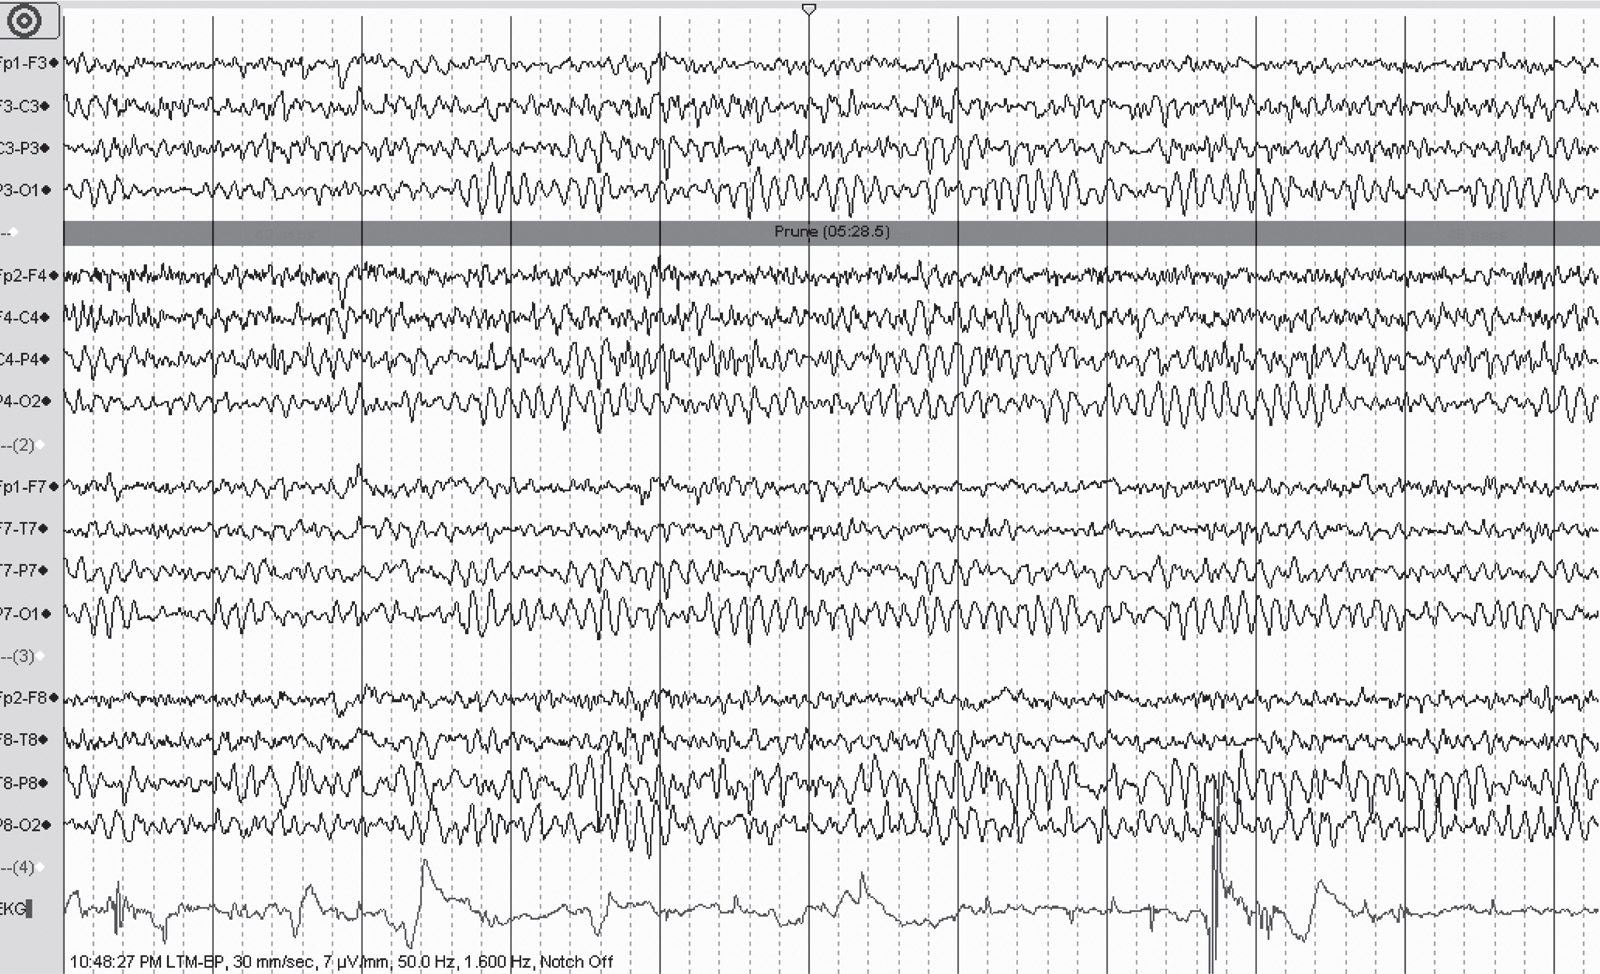 Fp1-F3
F3-C3
C3-P3
P3-O1
--
Prune (05:28.5)
Fp2-F4
F4-C4
C4-P4
P4-O2
--(2)
Fp1-F7
F7-T7
T7-P7
P7-O1
--(3)
Fp2-F8
F8-T8
T8-P8
P8-O2
--(4)
EKG
10:48:27 PM LTM-EP, 30 mm/sec, 7 µV/mm, 50.0 Hz, 1.600 Hz, Notch Off